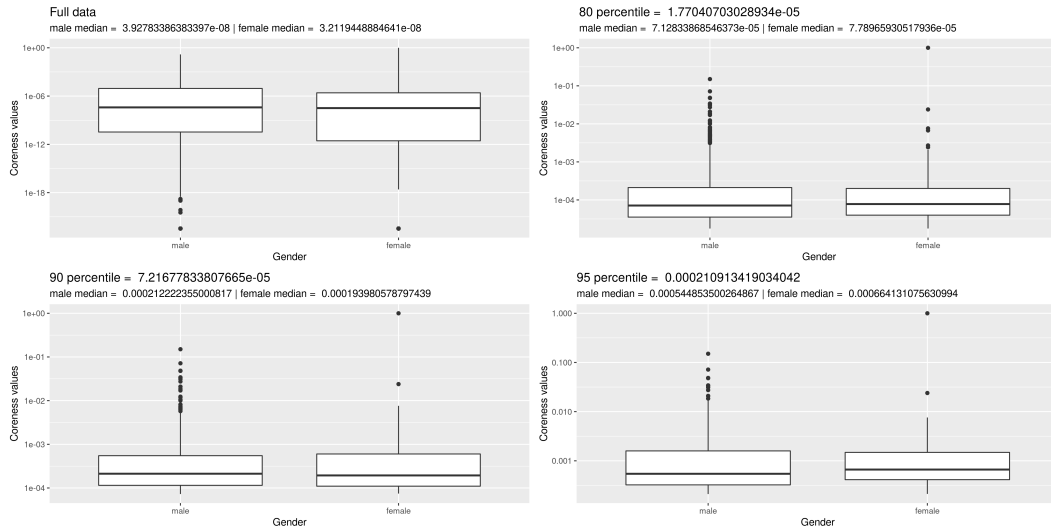 Full data
male median = 3.92783386383397e-08 | female median = 3.2119448884641e-08
1e+00
1e-06
1e-12
1e-18
Coreness values
male
female
Gender
80 percentile = 1.77040703028934e-05
male median = 7.12833868546373e-05 | female median = 7.78965930517936e-05
1e+00
1e-01
1e-02
1e-03
1e-04
Coreness values
male
female
Gender
90 percentile = 7.21677833807665e-05
male median = 0.000212222355000817 | female median = 0.000193980578797439
1e+00
1e-01
1e-02
1e-03
1e-04
Coreness values
male
female
Gender
95 percentile = 0.000210913419034042
male median = 0.000544853500264867 | female median = 0.000664131075630994
1.000
0.100
0.010
0.001
Coreness values
male
female
Gender